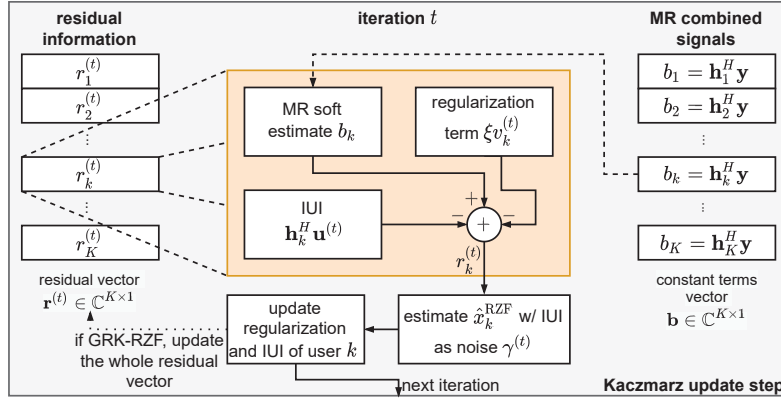 residual
information
iteration t
MR combined
signals
r_1^{(t)}
r_2^{(t)}
⋮
r_k^{(t)}
⋮
r_K^{(t)}
residual vector
r^{(t)} ∈ ℂ^{K×1}
MR soft
estimate b_k
regularization
term ξv_k^{(t)}
IUI
h_k^H u^{(t)}
+
−
+
−
r_k^{(t)}
b_1 = h_1^H y
b_2 = h_2^H y
⋮
b_k = h_k^H y
⋮
b_K = h_K^H y
constant terms
vector
b ∈ ℂ^{K×1}
update
regularization
and IUI of user k
estimate x̂_k^{RZF} w/ IUI
as noise γ^{(t)}
if GRK-RZF, update
the whole residual
vector
next iteration
Kaczmarz update step